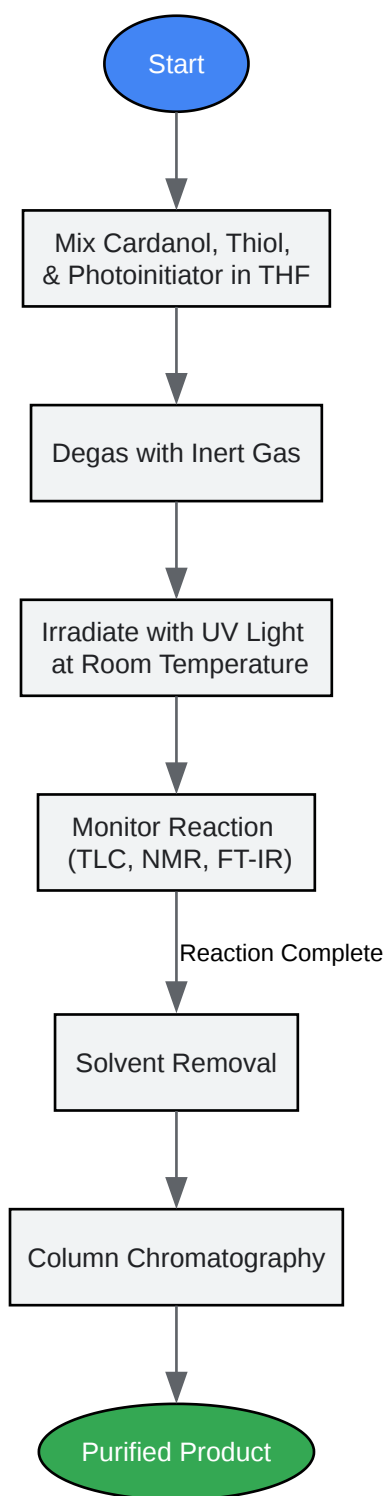 Start
Mix Cardanol, Thiol,
& Photoinitiator in THF
Degas with Inert Gas
Irradiate with UV Light
at Room Temperature
Monitor Reaction
(TLC, NMR, FT-IR)
Reaction Complete
Solvent Removal
Column Chromatography
Purified Product